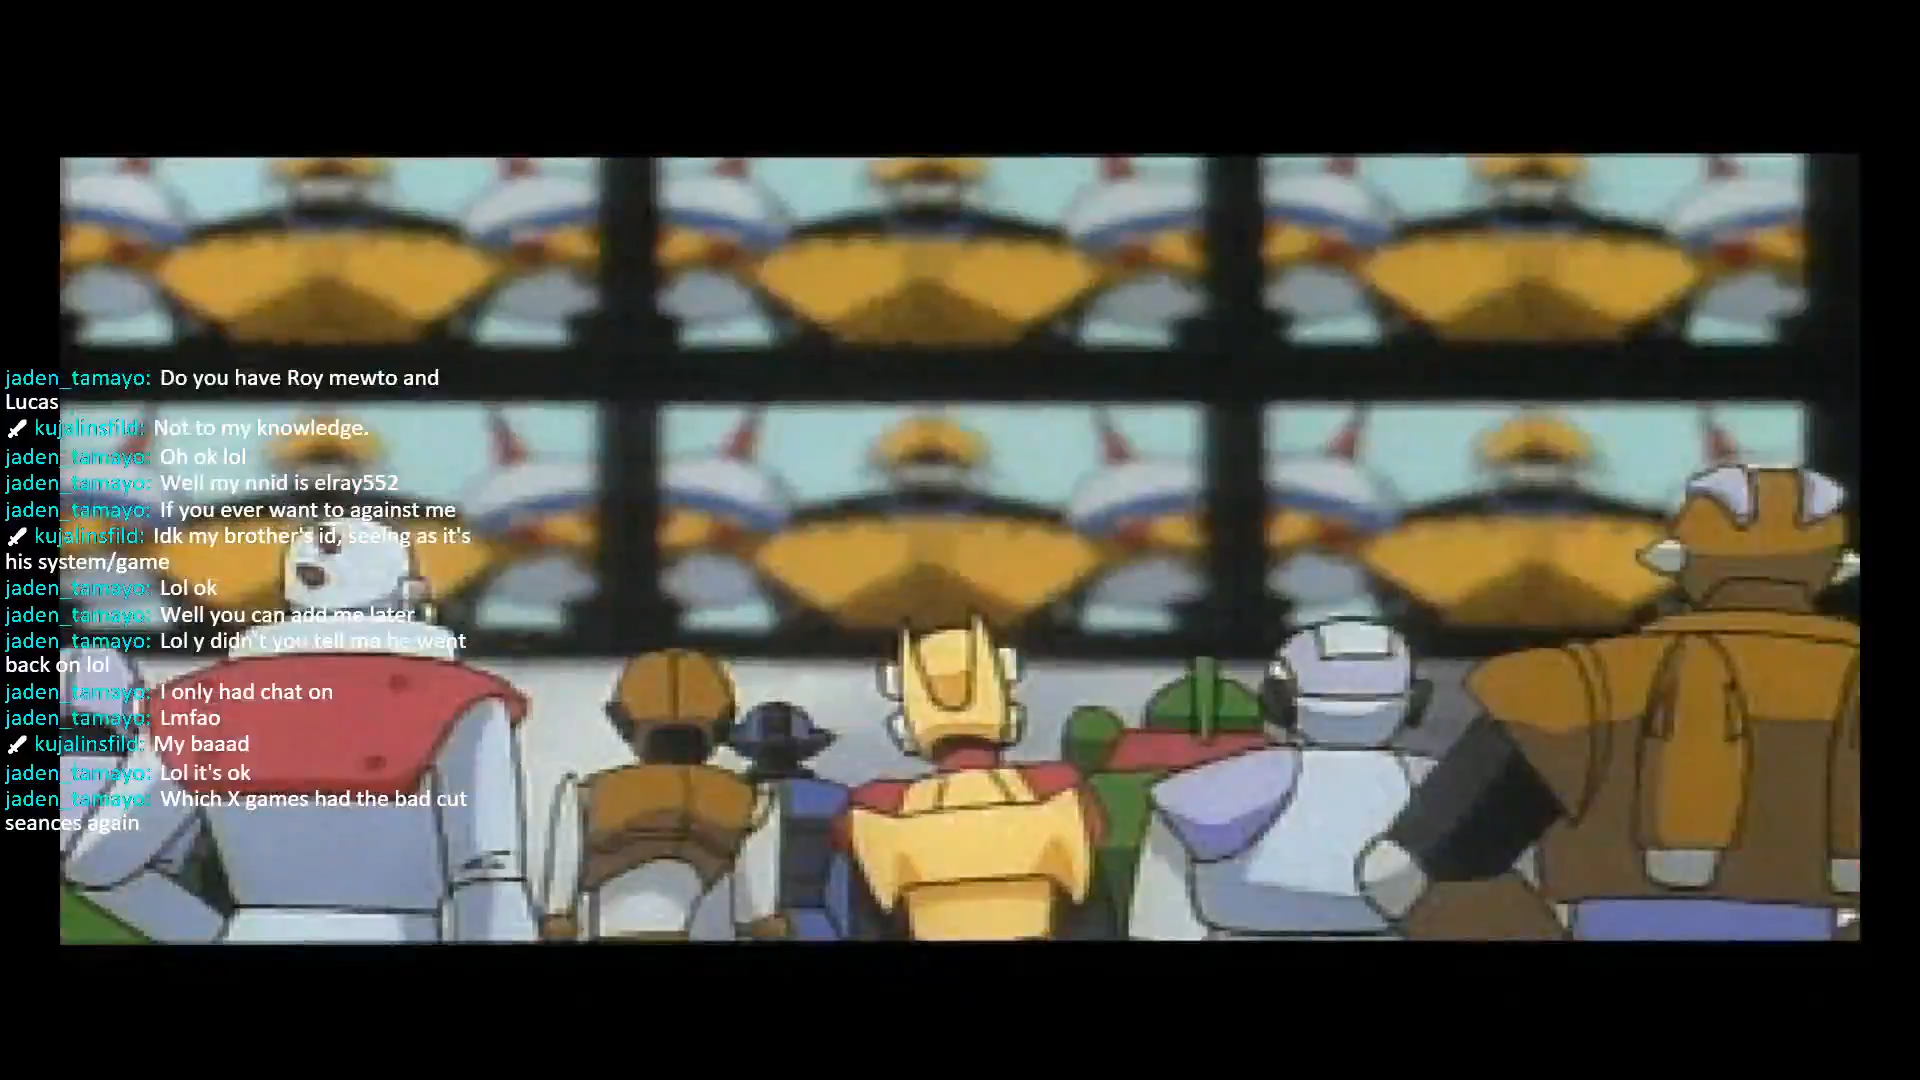 jaden_tamayo: Do you have Roy mewto and
Lucas
kujalinsfild: Not to my knowledge.
jaden_tamayo: Oh ok lol
jaden_tamayo: Well my nnid is elray552
jaden_tamayo: If you ever want to against me
kujalinsfild: Idk my brother's id, seeing as it's
his system/game
jaden_tamayo: Lol ok
jaden_tamayo: Well you can add me later
jaden_tamayo: Lol y didn't you tell me he went
back on lol
jaden_tamayo: I only had chat on
jaden_tamayo: Lmfao
kujalinsfild: My baaad
jaden_tamayo: Lol it's ok
jaden_tamayo: Which X games had the bad cut
seances again